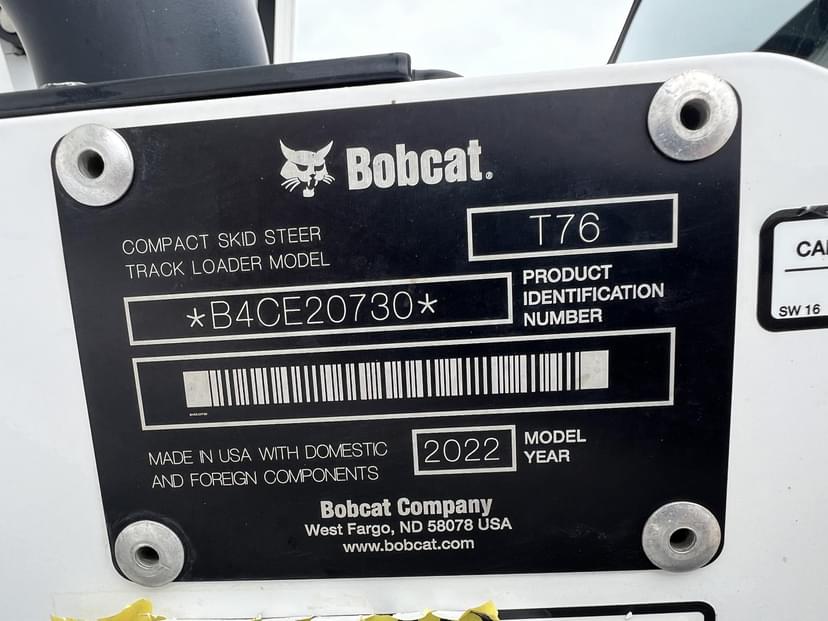 Bobcat.
COMPACT SKID STEER
TRACK LOADER MODEL
T76
*B4CE20730*
PRODUCT
IDENTIFICATION
NUMBER
MADE IN USA WITH DOMESTIC
AND FOREIGN COMPONENTS
2022
MODEL
YEAR
Bobcat Company
West Fargo, ND 58078 USA
www.bobcat.com
SW 16